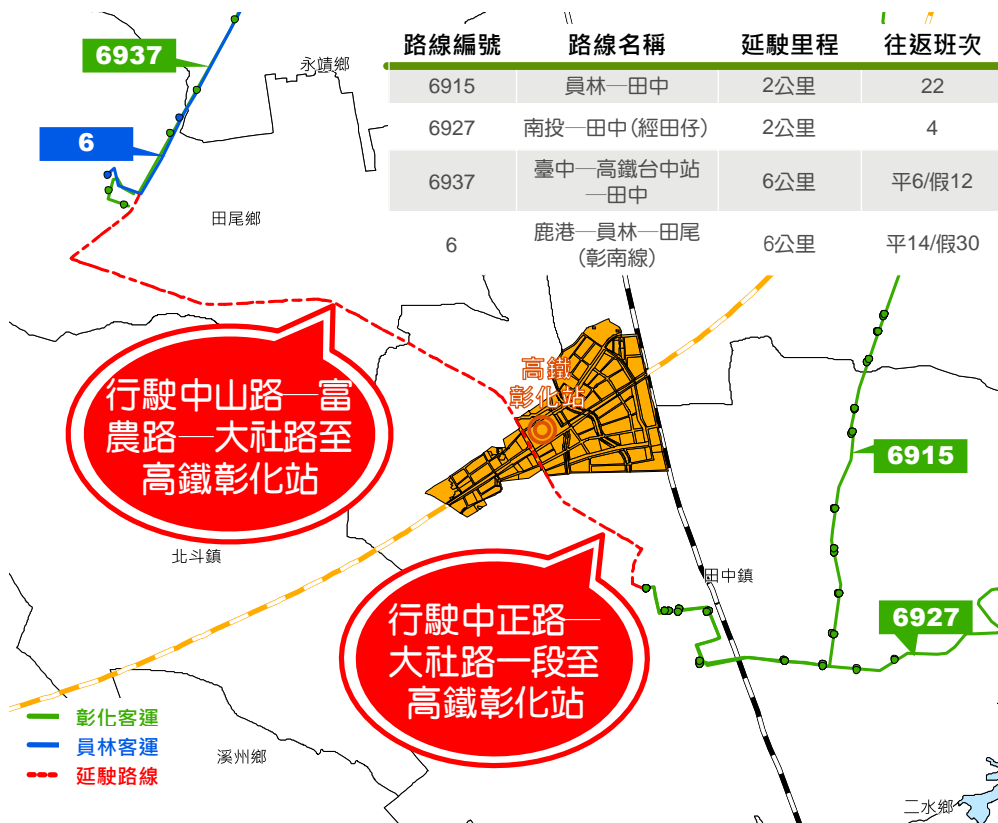 路線編號 路線名稱 延駛里程 往返班次
6915 員林—田中 2公里 22
6927 南投—田中(經田仔) 2公里 4
6937 臺中—高鐵台中站
—田中 6公里 平6/假12
6 鹿港—員林—田尾
(彰南線) 6公里 平14/假30
6937
永靖鄉
6
田尾鄉
高鐵
彰化站
行駛中山路—富
農路—大社路至
高鐵彰化站
6915
北斗鎮
田中鎮
行駛中正路—
大社路一段至
高鐵彰化站
6927
彰化客運
員林客運
延駛路線
溪州鄉
二水鄉